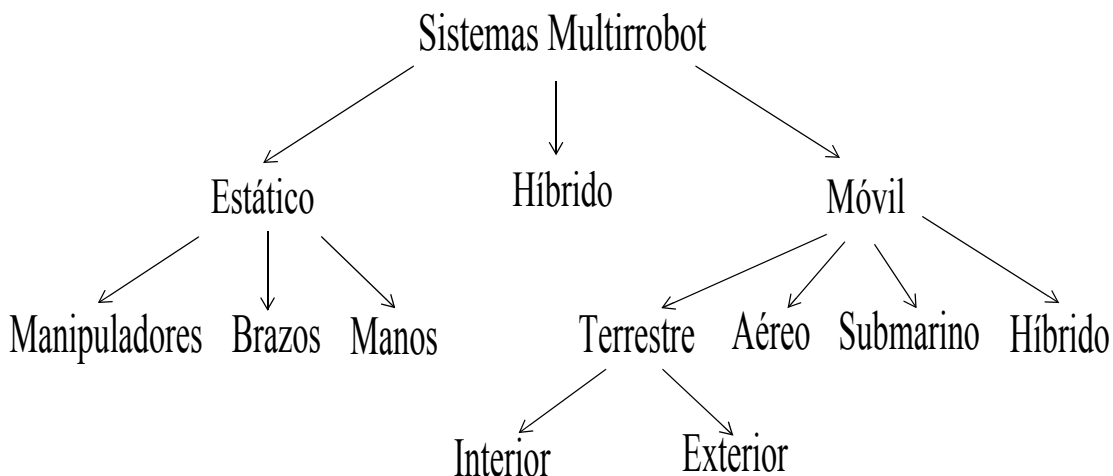 Sistemas Multirrobot
Estático Híbrido Móvil
Manipuladores Brazos Manos Terrestre Aéreo Submarino Híbrido
Interior Exterior